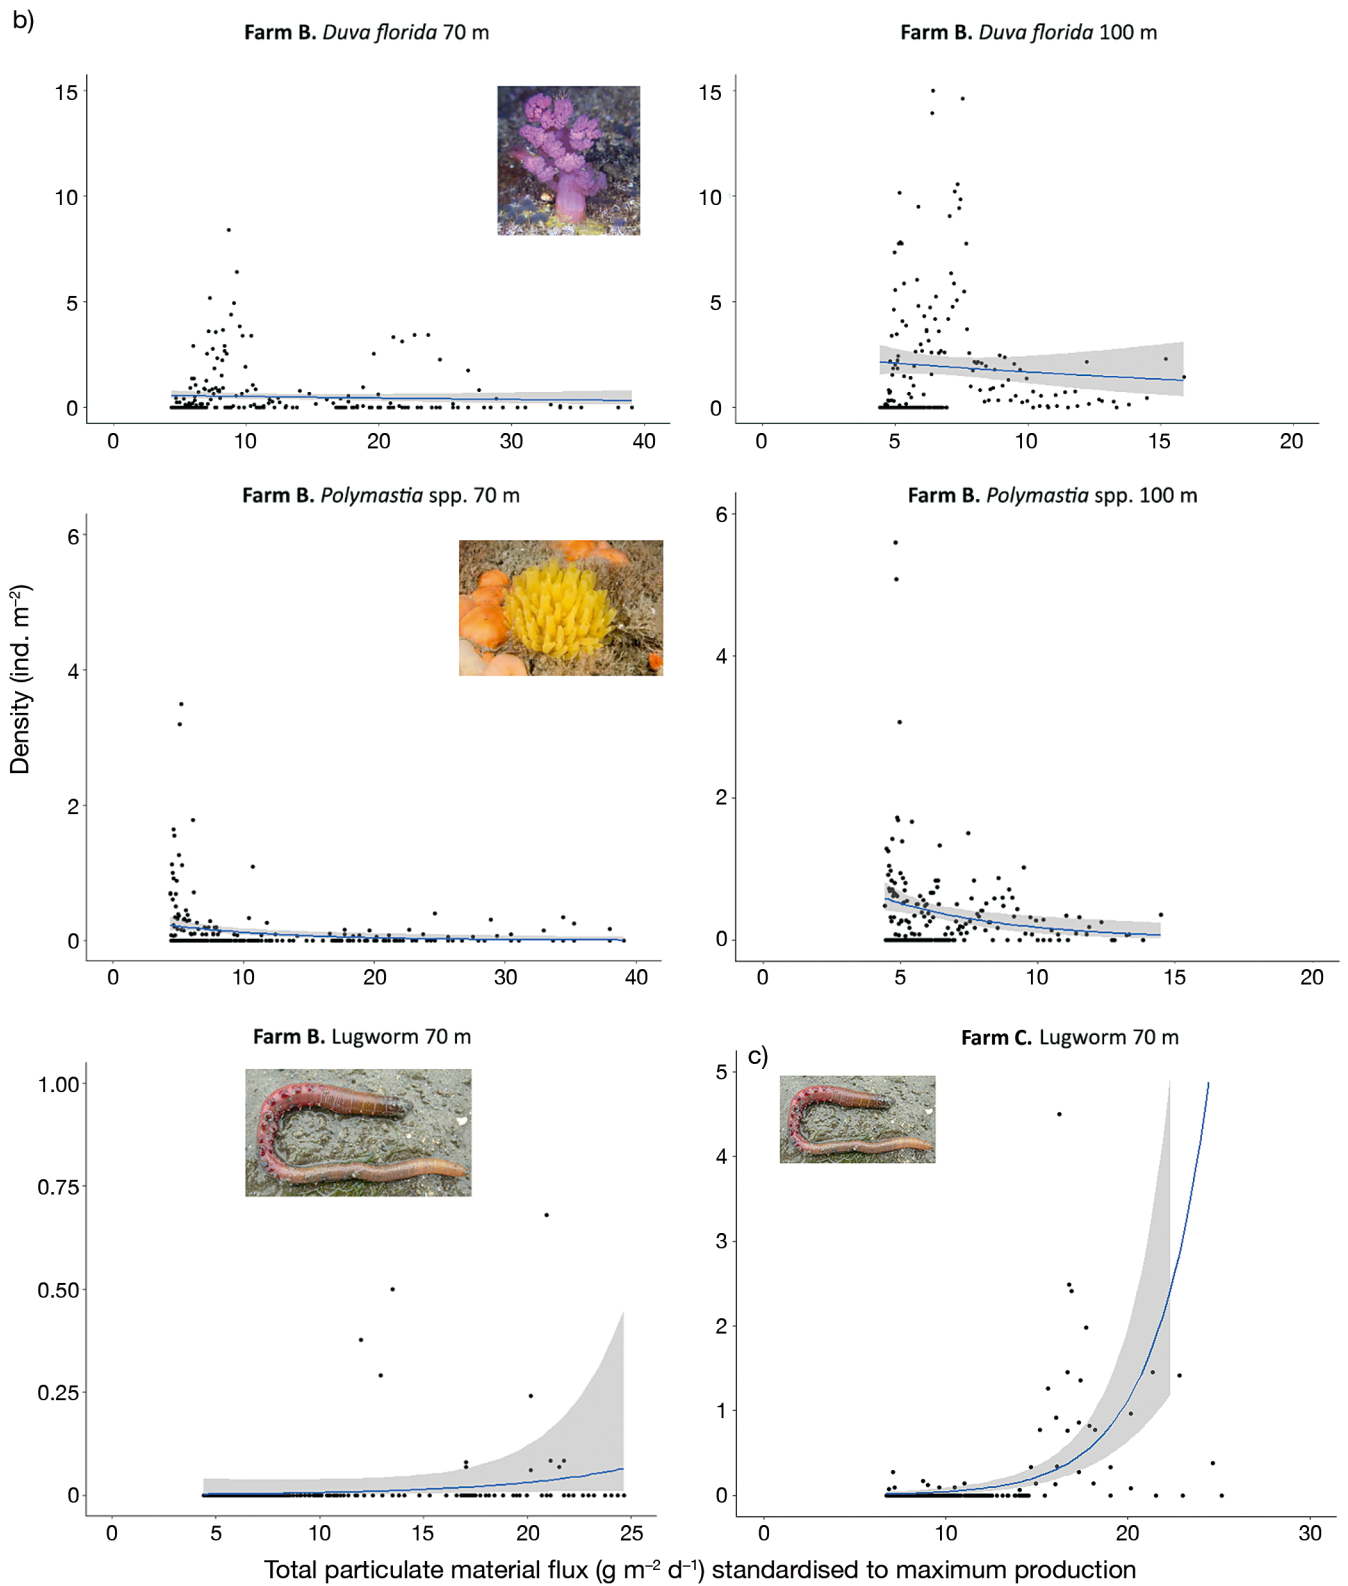 b)
Farm B. Duva florida 70 m
Farm B. Duva florida 100 m
15
10
5
0
0 10 20 30 40
15
10
5
0
0 5 10 15 20
Farm B. Polymastia spp. 70 m
Farm B. Polymastia spp. 100 m
Density (ind. m–2)
6
4
2
0
0 10 20 30 40
6
4
2
0
0 5 10 15 20
Farm B. Lugworm 70 m
c)
Farm C. Lugworm 70 m
1.00
0.75
0.50
0.25
0
0 5 10 15 20 25
5
4
3
2
1
0
0 10 20 30
Total particulate material flux (g m–2 d–1) standardised to maximum production